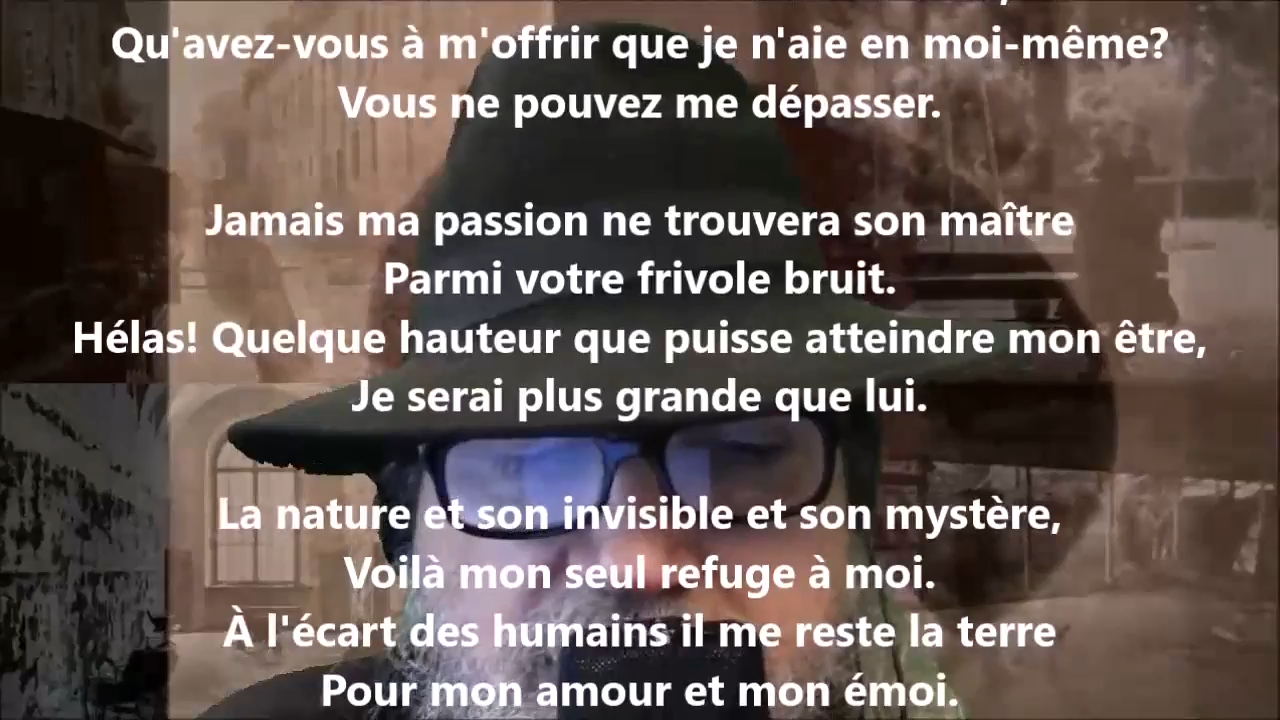 Qu'avez-vous à m'offrir que je n'aie en moi-même?
Vous ne pouvez me dépasser.
Jamais ma passion ne trouvera son maître
Parmi votre frivole bruit.
Hélas! Quelque hauteur que puisse atteindre mon être,
Je serai plus grande que lui.
La nature et son invisible et son mystère,
Voilà mon seul refuge à moi.
À l'écart des humains il me reste la terre
Pour mon amour et mon émoi.